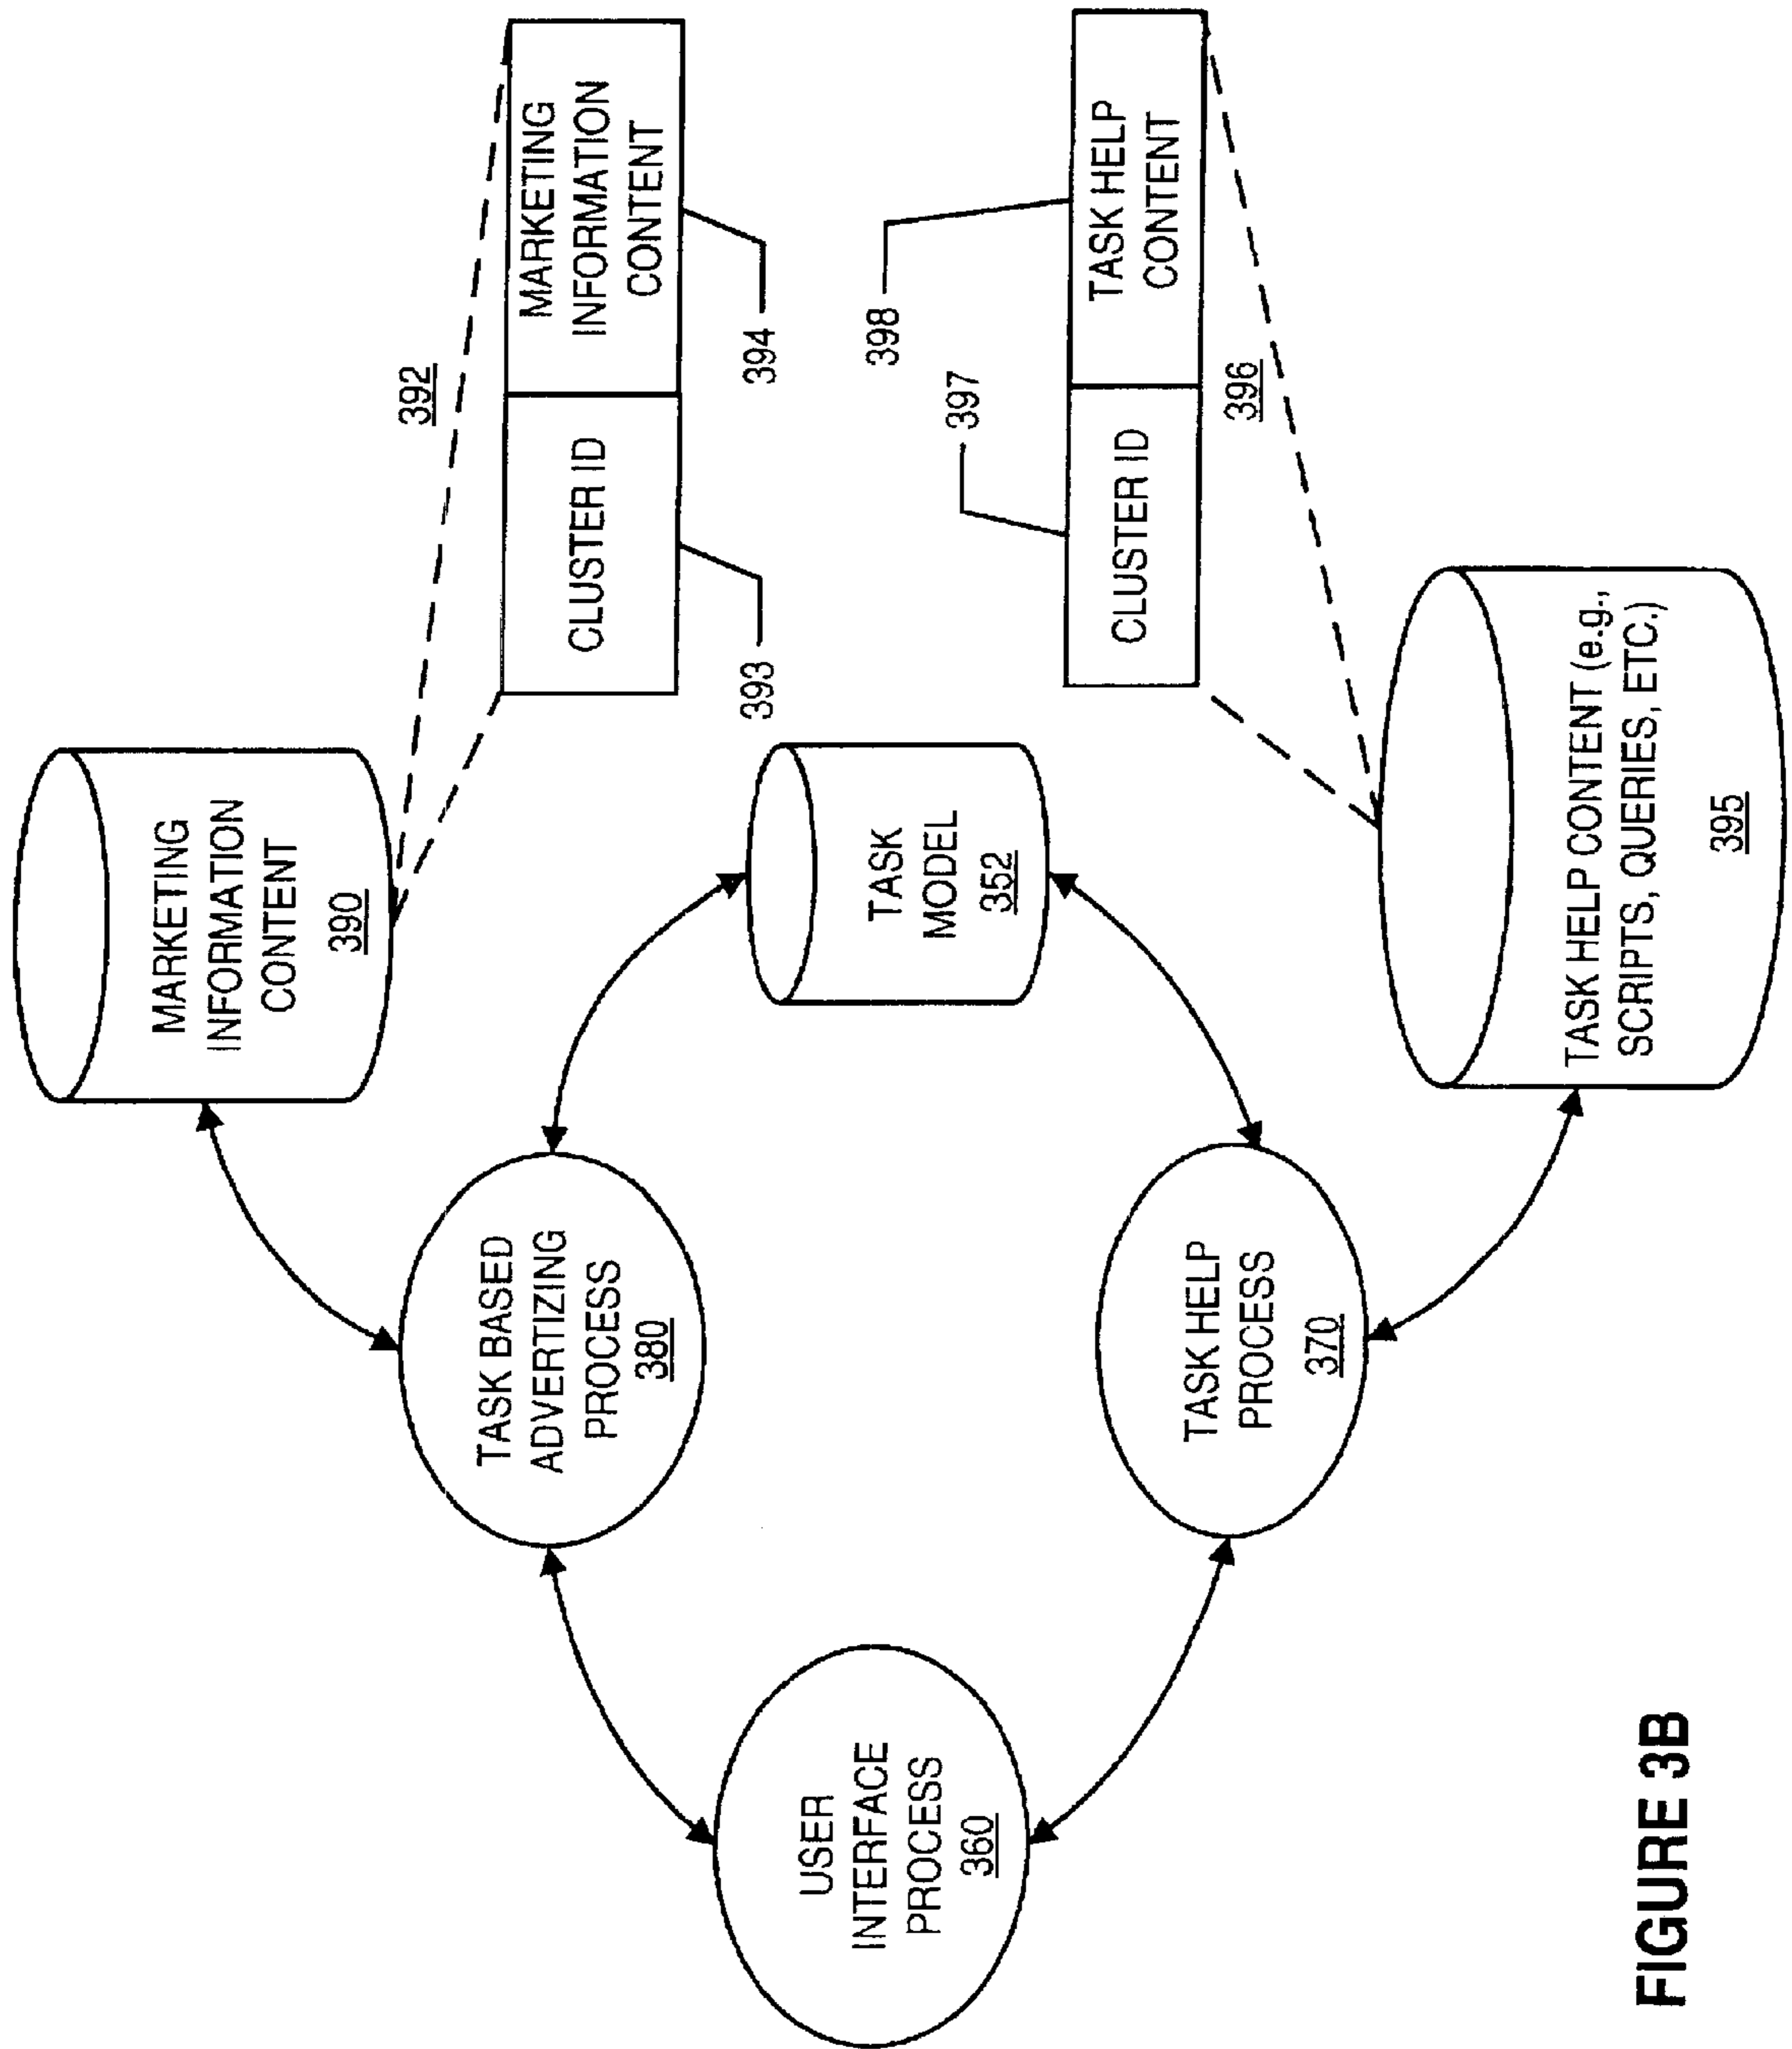 MARKETING
INFORMATION
CONTENT
390
392
CLUSTER ID
MARKETING
INFORMATION
CONTENT
393
394
TASK BASED
ADVERTIZING
PROCESS
380
USER
INTERFACE
PROCESS
360
TASK
MODEL
352
397
398
CLUSTER ID
TASK HELP
CONTENT
396
TASK HELP
PROCESS
370
TASK HELP CONTENT (e.g.,
SCRIPTS, QUERIES, ETC.)
395
FIGURE 3B